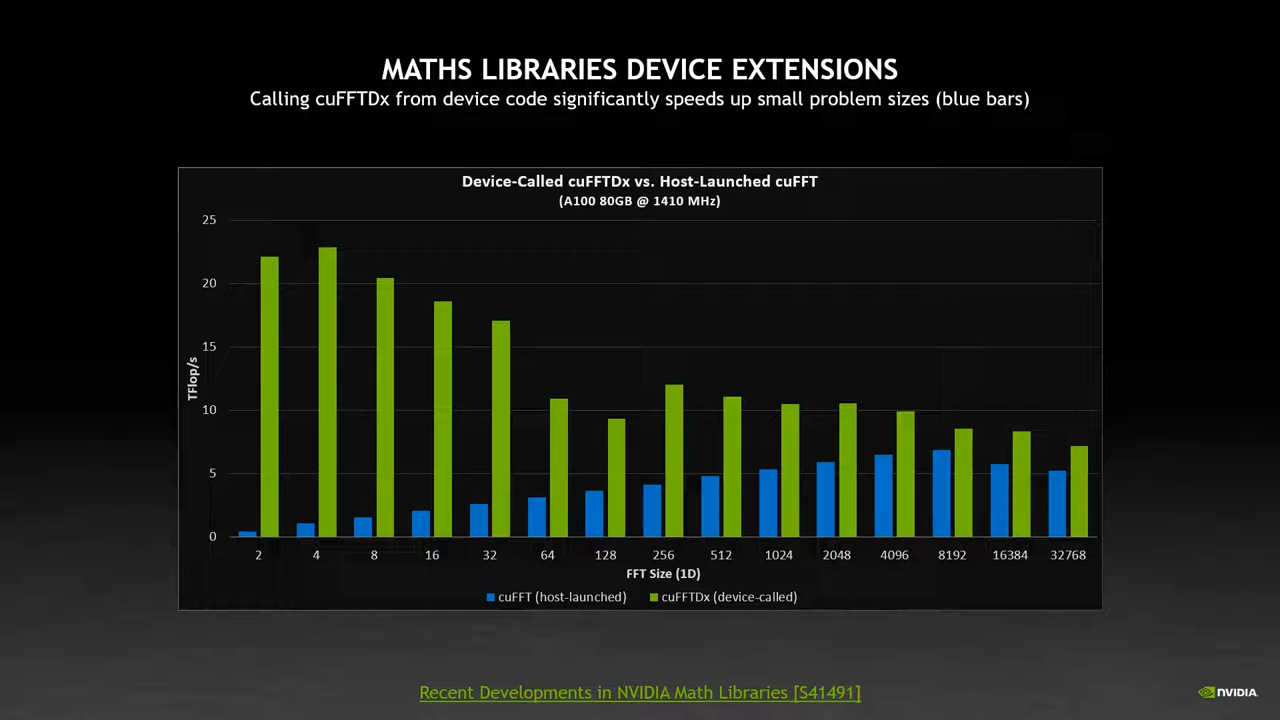 MATHS LIBRARIES DEVICE EXTENSIONS
Calling cuFFTDx from device code significantly speeds up small problem sizes (blue bars)
Device-Called cuFFTDx vs. Host-Launched cuFFT
(A100 80GB @ 1410 MHz)
25
20
15
10
5
0
TFlop/s
2 4 8 16 32 64 128 256 512 1024 2048 4096 8192 16384 32768
FFT Size (1D)
cuFFT (host-launched) cuFFTDx (device-called)
Recent Developments in NVIDIA Math Libraries [S41491]
NVIDIA.